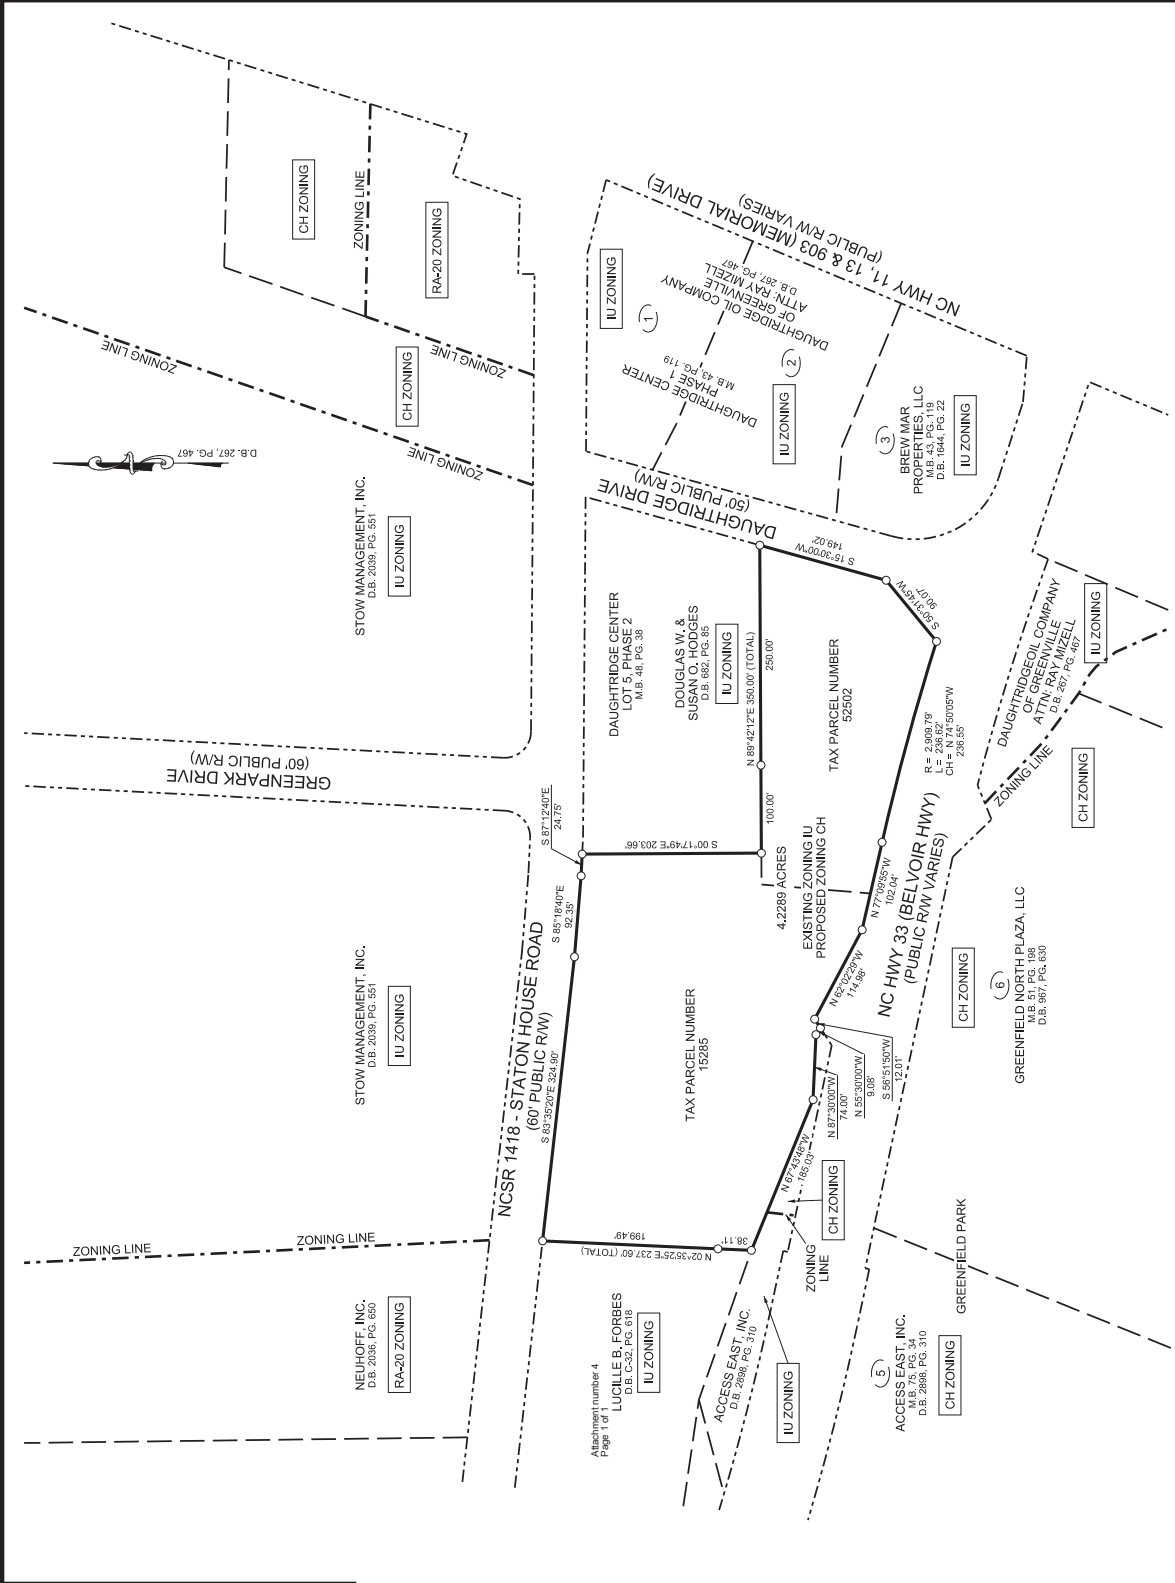 Attachment number 4
Page 1 of 1
NEUHOFF, INC.
D.B. 2036, PG. 650
RA-20 ZONING
ZONING LINE
ZONING LINE
STOW MANAGEMENT, INC.
D.B. 2039, PG. 551
IU ZONING
GREENPARK DRIVE
(60' PUBLIC R/W)
STOW MANAGEMENT, INC.
D.B. 2039, PG. 551
IU ZONING
D.B. 267, PG. 467
ZONING LINE
ZONING LINE
CH ZONING
ZONING LINE
RA-20 ZONING
ZONING LINE
CH ZONING
NCSR 1418 - STATON HOUSE ROAD
(60' PUBLIC R/W)
S 83°35'20"E 324.90'
S 85°18'40"E
92.35'
S 87°12'40"E
24.75'
LUCILLE B. FORBES
D.B. C-32, PG. 618
IU ZONING
N 02°35'25"E 237.60' (TOTAL)
199.49'
38.11'
TAX PARCEL NUMBER
15285
S 00°17'49"E 203.66'
DAUGHTRIDGE CENTER
LOT 5, PHASE 2
M.B. 48, PG. 38
DOUGLAS W. &
SUSAN O. HODGES
D.B. 682, PG. 85
IU ZONING
N 89°42'12"E 350.00' (TOTAL)
100.00'
250.00'
4.2289 ACRES
EXISTING ZONING IU
PROPOSED ZONING CH
TAX PARCEL NUMBER
52502
DAUGHTRIDGE DRIVE
(50' PUBLIC R/W)
S 15°30'00"W
149.02'
S 50°31'45"W
90.07'
R = 2,909.79'
L = 236.62'
CH = N 74°50'05"W
236.55'
N 77°09'55"W
102.04'
N 62°02'29"W
114.98'
S 56°51'50"W
12.01'
N 55°30'00"W
9.08'
N 87°30'00"W
74.00'
N 67°43'48"W
185.03'
IU ZONING
1
DAUGHTRIDGE CENTER
PHASE 1
M.B. 43, PG. 119
DAUGHTRIDGE OIL COMPANY
OF GREENVILLE
ATTN: RAY MIZELL
D.B. 267, PG. 467
2
IU ZONING
3
BREW MAR
PROPERTIES, LLC
M.B. 43, PG. 119
D.B. 1644, PG. 22
IU ZONING
NC HWY 11, 13 & 903 (MEMORIAL DRIVE)
(PUBLIC R/W VARIES)
NC HWY 33 (BELVOIR HWY)
(PUBLIC R/W VARIES)
ACCESS EAST, INC.
D.B. 2898, PG. 310
IU ZONING
ZONING
LINE
CH ZONING
5
ACCESS EAST, INC.
M.B. 75, PG. 34
D.B. 2898, PG. 310
CH ZONING
GREENFIELD PARK
CH ZONING
6
GREENFIELD NORTH PLAZA, LLC
M.B. 51, PG. 198
D.B. 967, PG. 630
CH ZONING
ZONING LINE
DAUGHTRIDGEOIL COMPANY
OF GREENVILLE
ATTN: RAY MIZELL
D.B. 267, PG. 467
IU ZONING